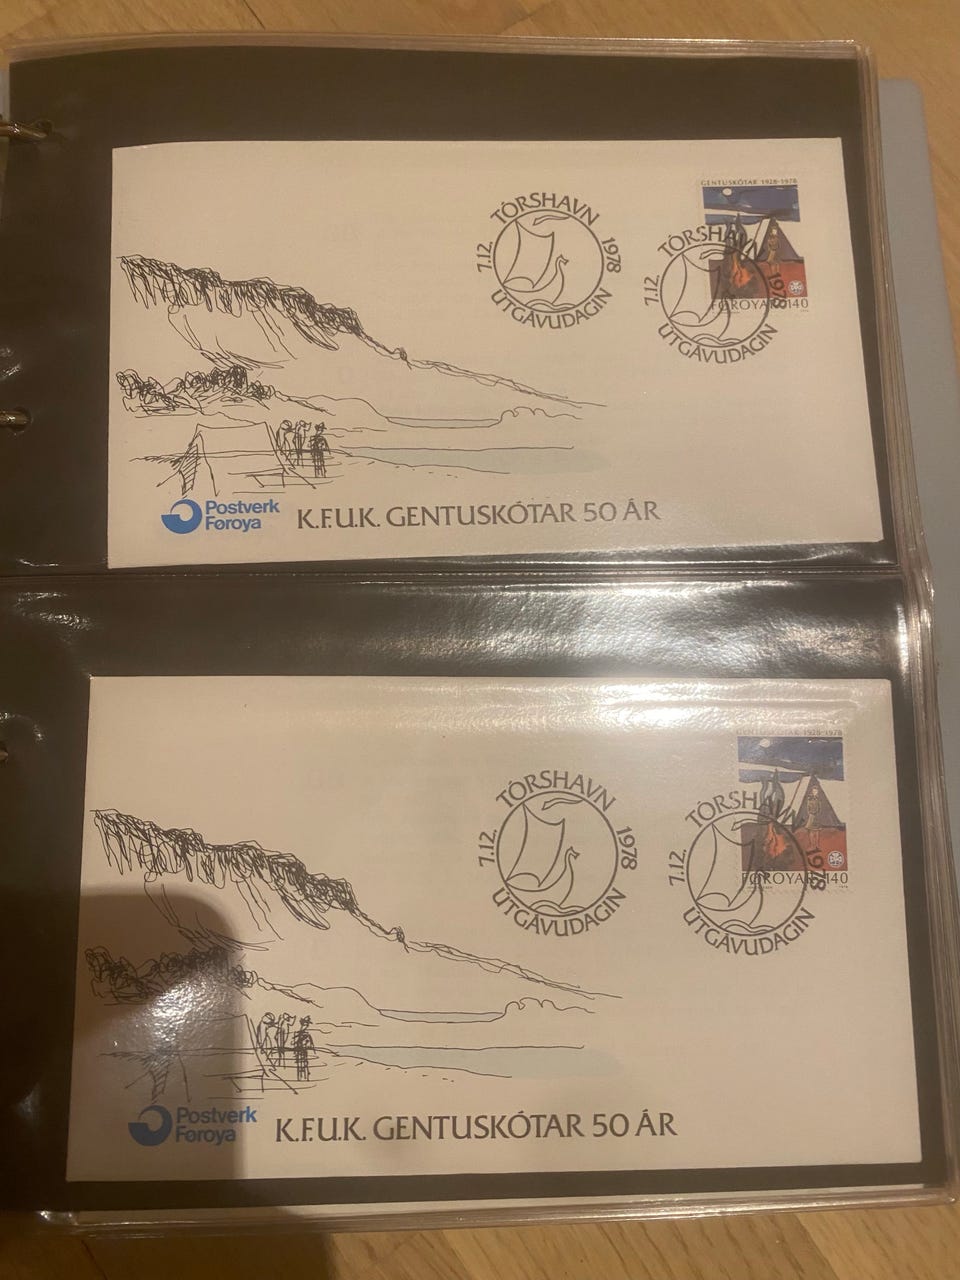 TÓRSHAVN
7.12. 1978
ÚTGÁVUDAGIN
GENTUSKÓTAR 1928-1978
TÓRSHAVN
7.12. 1978
ÚTGÁVUDAGIN
FØROYAR 140
Postverk
Føroya
K.F.U.K. GENTUSKÓTAR 50 ÁR
TÓRSHAVN
7.12. 1978
ÚTGÁVUDAGIN
GENTUSKÓTAR 1928-1978
TÓRSHAVN
7.12. 1978
ÚTGÁVUDAGIN
FØROYAR 140
Postverk
Føroya
K.F.U.K. GENTUSKÓTAR 50 ÁR